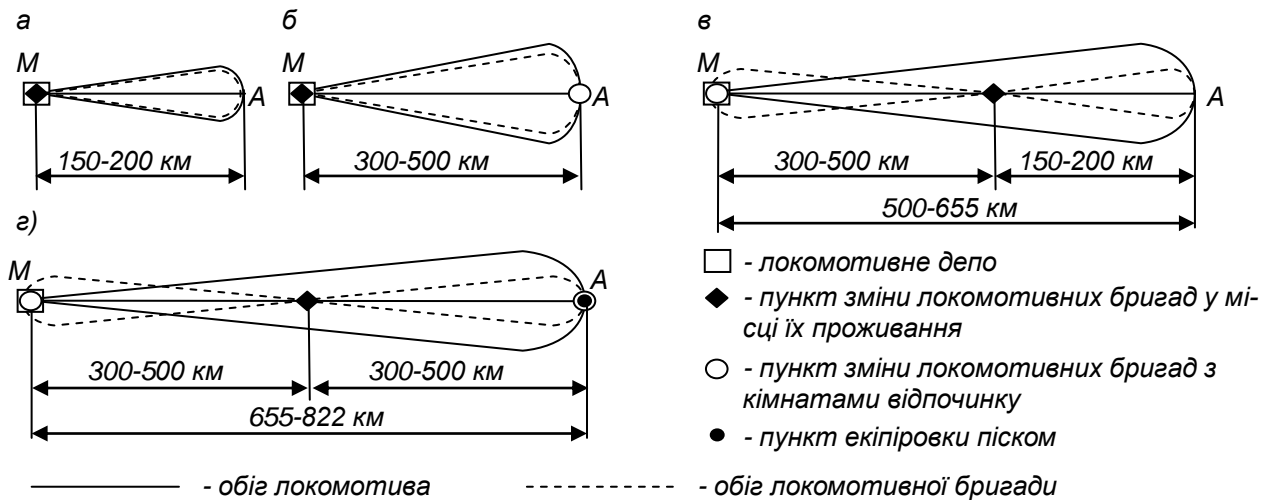 а
б
в
М
А
150-200 км
М
А
300-500 км
М
А
300-500 км
150-200 км
500-655 км
г)
М
А
300-500 км
300-500 км
655-822 км
- локомотивне депо
- пункт зміни локомотивних бригад у мі-
сці їх проживання
- пункт зміни локомотивних бригад з
кімнатами відпочинку
- пункт екіпіровки піском
- обіг локомотива
- обіг локомотивної бригади